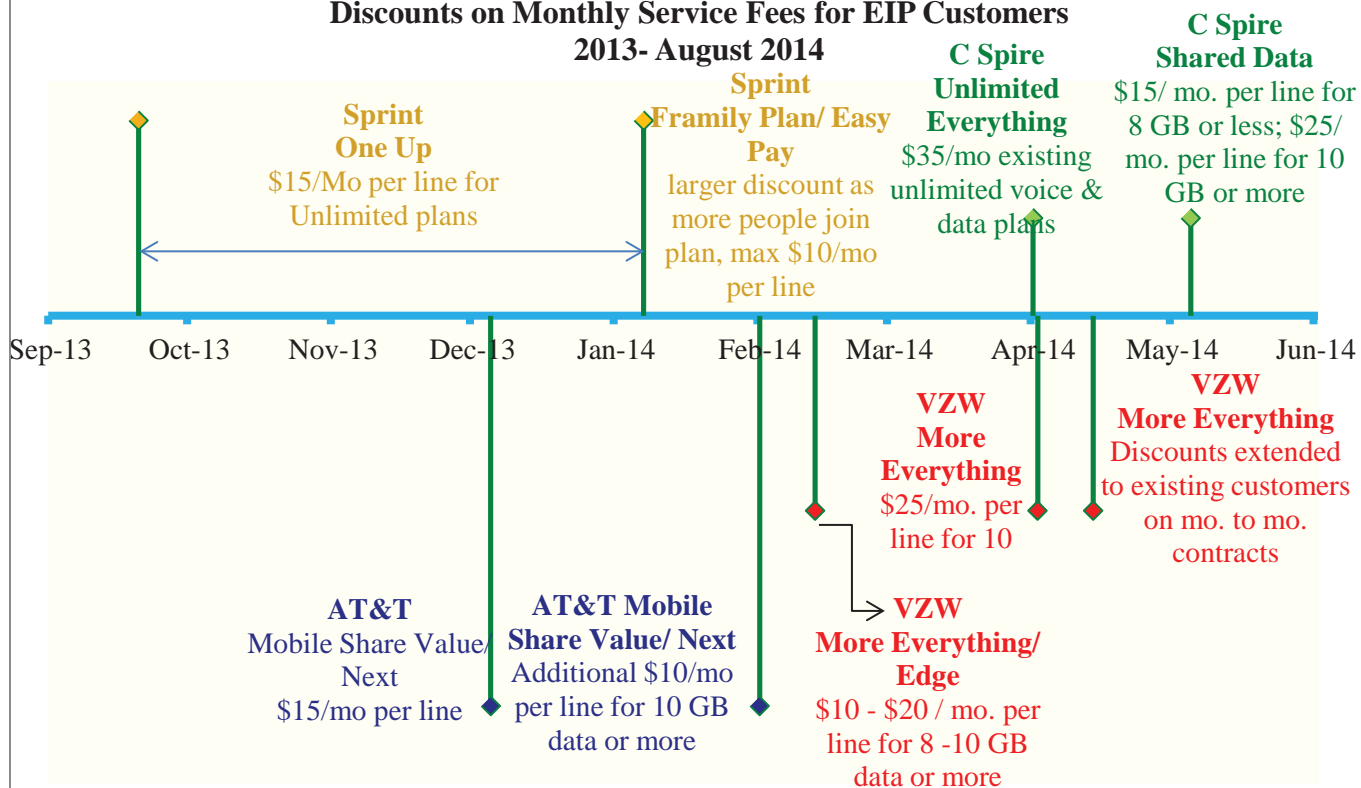 Discounts on Monthly Service Fees for EIP Customers
2013- August 2014
Sprint
One Up
$15/Mo per line for
Unlimited plans
Sprint
Framily Plan/ Easy
Pay
larger discount as
more people join
plan, max $10/mo
per line
C Spire
Unlimited
Everything
$35/mo existing
unlimited voice &
data plans
C Spire
Shared Data
$15/ mo. per line for
8 GB or less; $25/
mo. per line for 10
GB or more
Sep-13
Oct-13
Nov-13
Dec-13
Jan-14
Feb-14
Mar-14
Apr-14
May-14
Jun-14
AT&T
Mobile Share Value/
Next
$15/mo per line
AT&T Mobile
Share Value/ Next
Additional $10/mo
per line for 10 GB
data or more
VZW
More Everything/
Edge
$10 - $20 / mo. per
line for 8 -10 GB
data or more
VZW
More
Everything
$25/mo. per
line for 10
VZW
More Everything
Discounts extended
to existing customers
on mo. to mo.
contracts